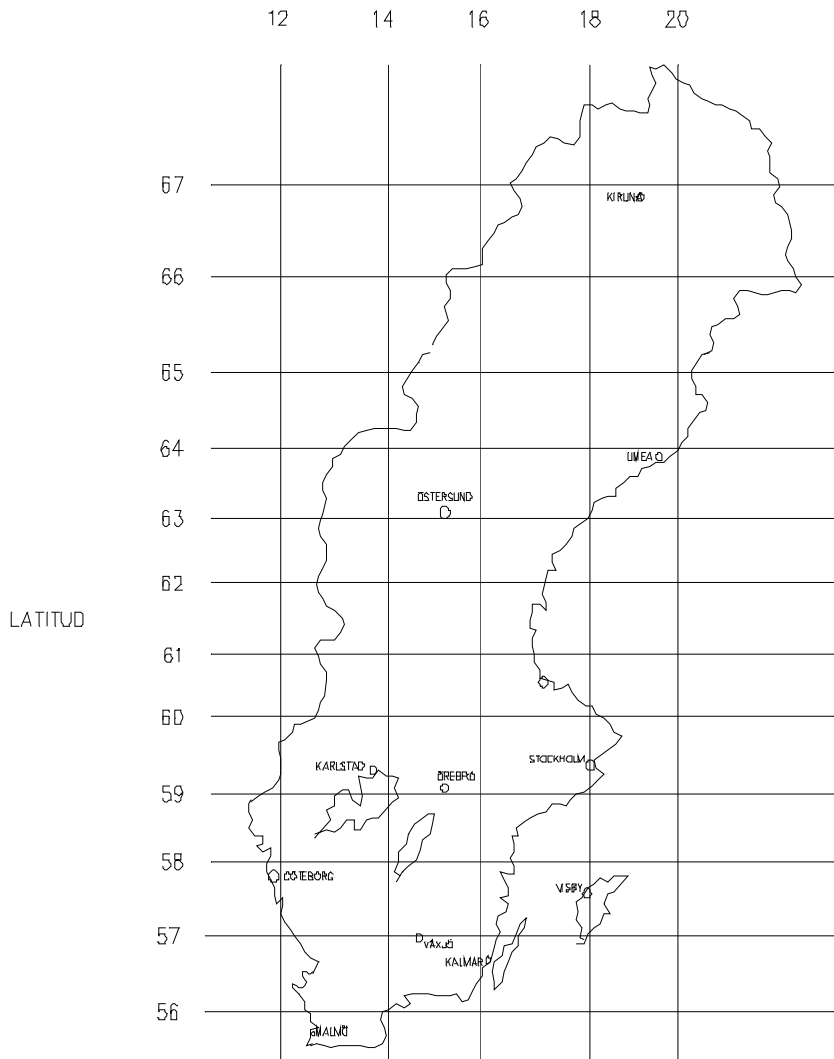 12 14 16 18 20
67
KIRUNA
66
65
64
UMEA
ÖSTERSUND
63
62
LATITUD
61
60
STOCKHOLM
KARLSTAD
ÖREBRO
59
58
GÖTEBORG
VISBY
57
VÄXJÖ
KALMAR
56
MALMÖ